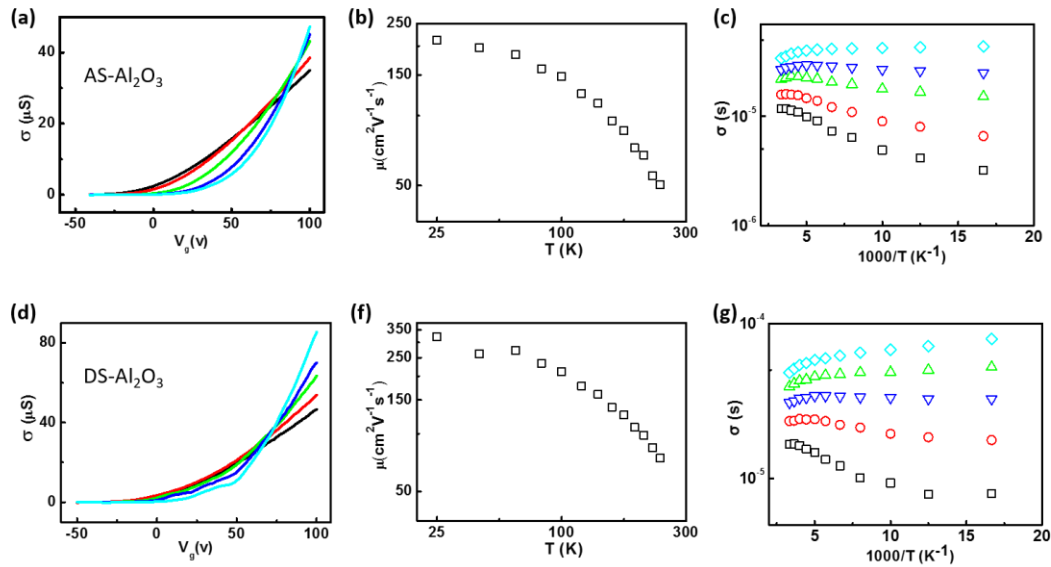 (a)
AS-Al₂O₃
σ (μS)
40
20
0
-50
0
50
100
V_g(v)
(b)
μ(cm²V⁻¹s⁻¹)
250
150
50
25
100
300
T (K)
(c)
σ (s)
10⁻⁵
10⁻⁶
5
10
15
20
1000/T (K⁻¹)
(d)
DS-Al₂O₃
σ (μS)
80
40
0
-50
0
50
100
V_g(v)
(f)
μ(cm²V⁻¹s⁻¹)
350
250
150
50
25
100
300
T (K)
(g)
σ (s)
10⁻⁴
10⁻⁵
5
10
15
20
1000/T (K⁻¹)